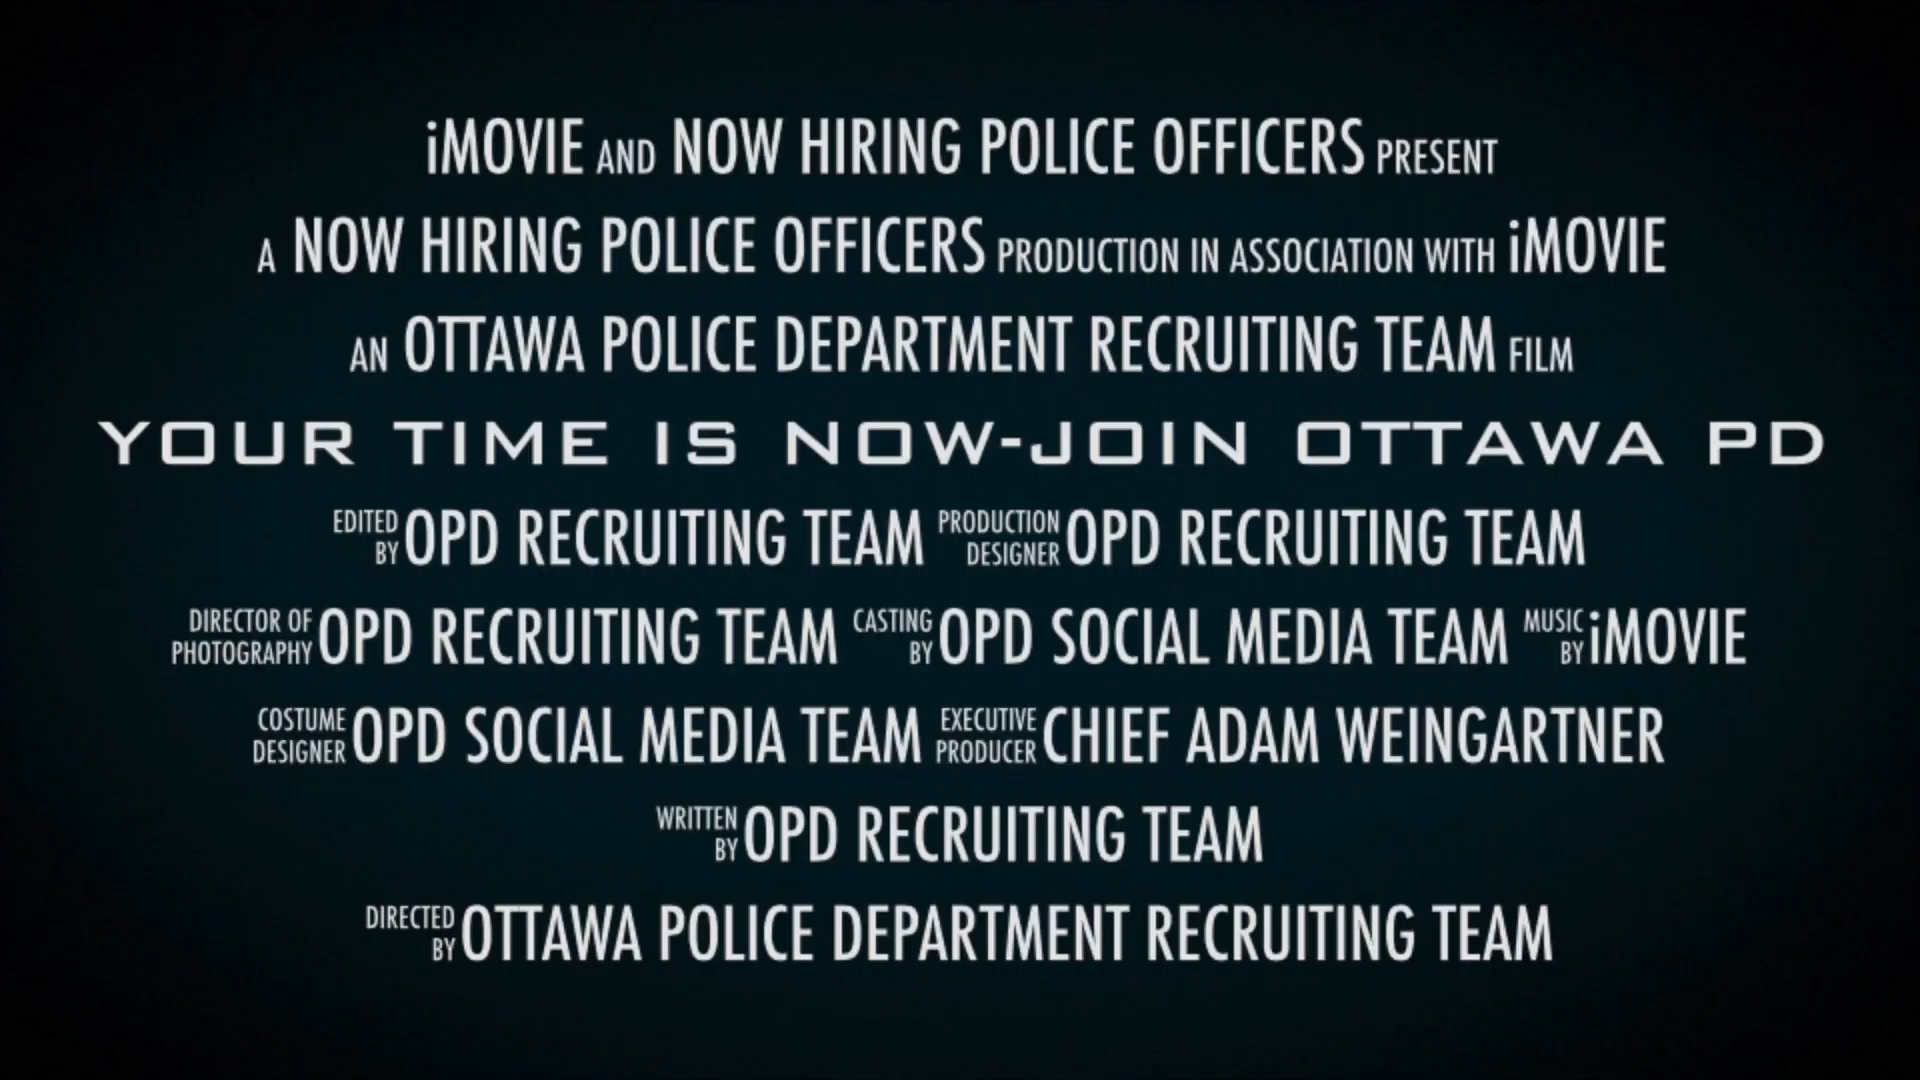 iMOVIE AND NOW HIRING POLICE OFFICERS PRESENT
A NOW HIRING POLICE OFFICERS PRODUCTION IN ASSOCIATION WITH iMOVIE
AN OTTAWA POLICE DEPARTMENT RECRUITING TEAM FILM
YOUR TIME IS NOW-JOIN OTTAWA PD
EDITED BY OPD RECRUITING TEAM PRODUCTION DESIGNER OPD RECRUITING TEAM
DIRECTOR OF PHOTOGRAPHY OPD RECRUITING TEAM CASTING BY OPD SOCIAL MEDIA TEAM MUSIC BY iMOVIE
COSTUME DESIGNER OPD SOCIAL MEDIA TEAM EXECUTIVE PRODUCER CHIEF ADAM WEINGARTNER
WRITTEN BY OPD RECRUITING TEAM
DIRECTED BY OTTAWA POLICE DEPARTMENT RECRUITING TEAM